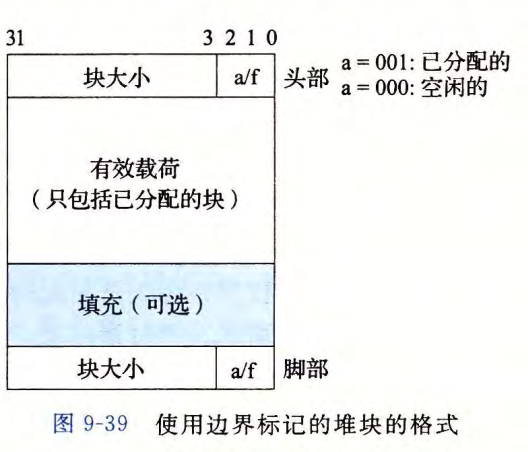 31 3 2 1 0
块大小 a/f 头部 a = 001: 已分配的
a = 000: 空闲的
有效载荷
（只包括已分配的块）
填充（可选）
块大小 a/f 脚部
图 9-39 使用边界标记的堆块的格式